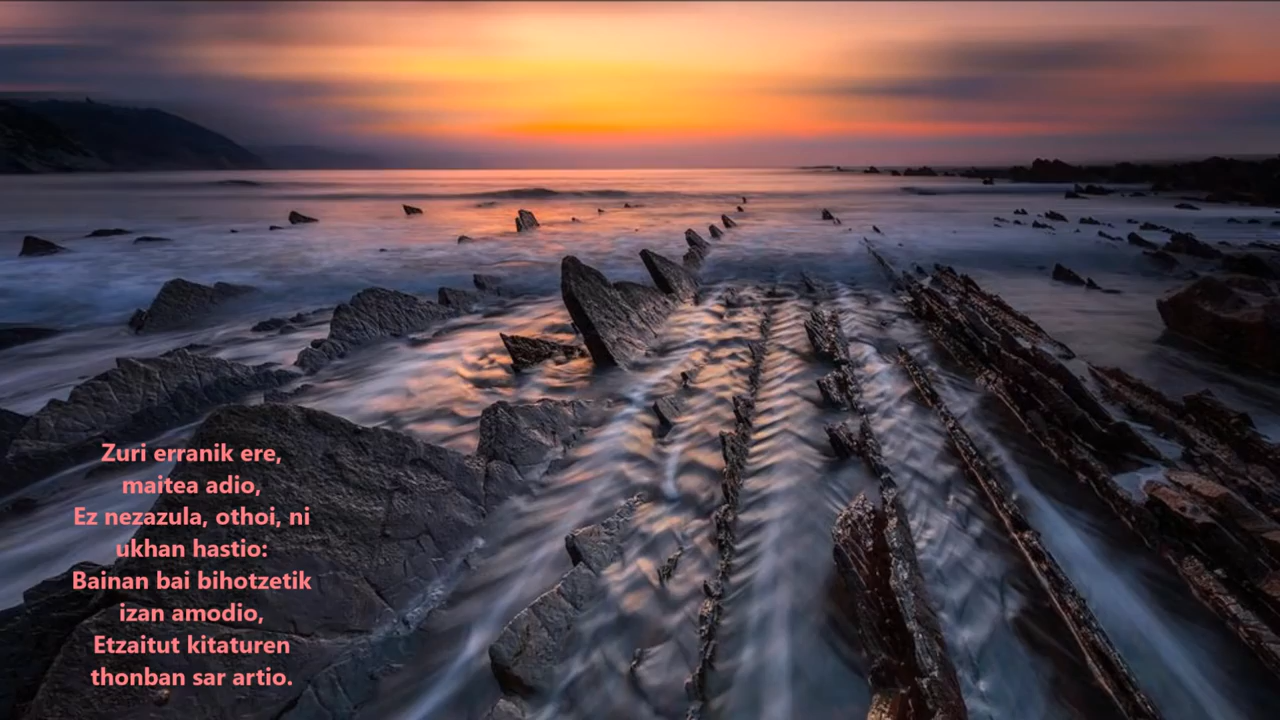 Zuri erranik ere,
maitea adio,
Ez nezazula, othoi, ni
ukhan hastio:
Bainan bai bihotzetik
izan amodio,
Etzaitut kitaturen
thonban sar artio.